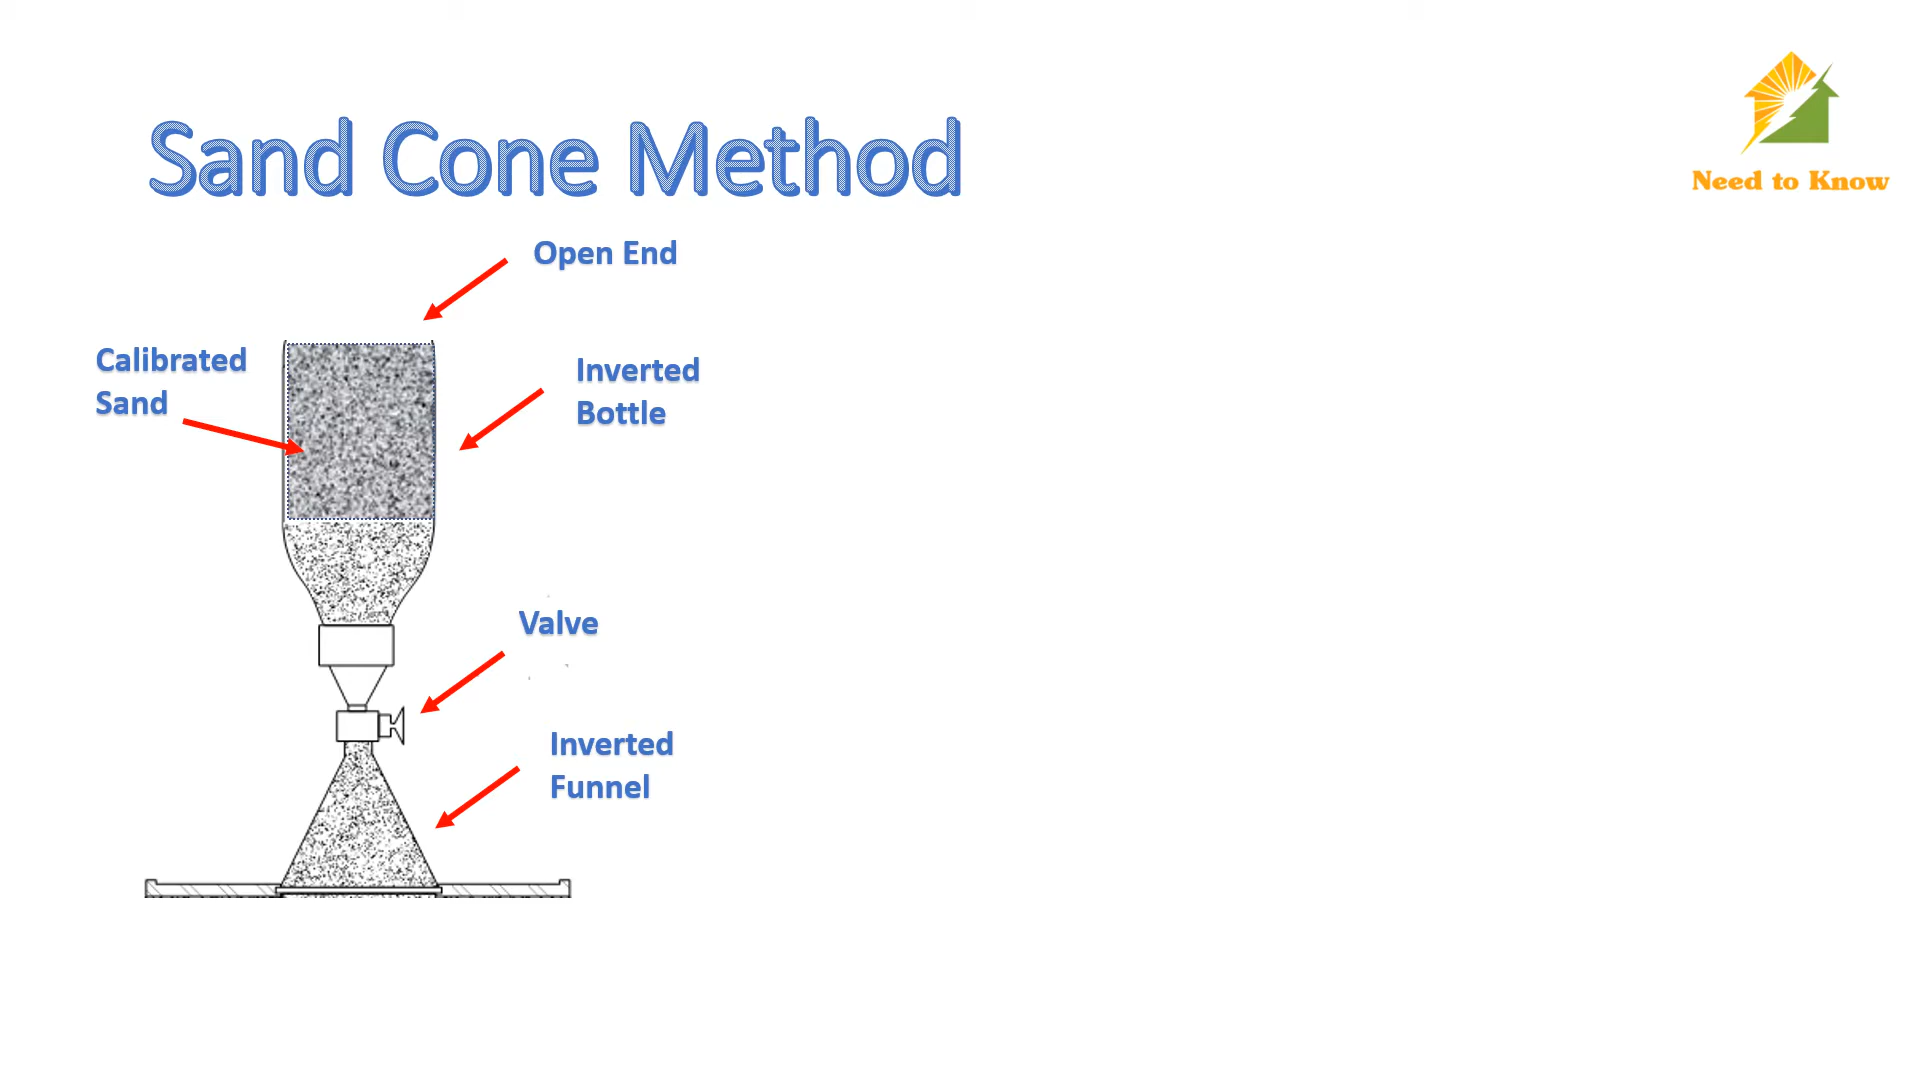 Need to Know
Sand Cone Method
Open End
Calibrated
Sand
Inverted
Bottle
Valve
Inverted
Funnel